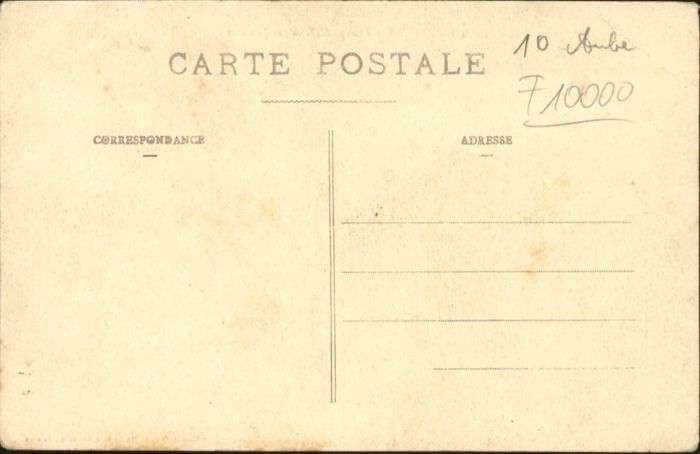 10 Aube
CARTE POSTALE
F10000
CORRESPONDANCE
ADRESSE